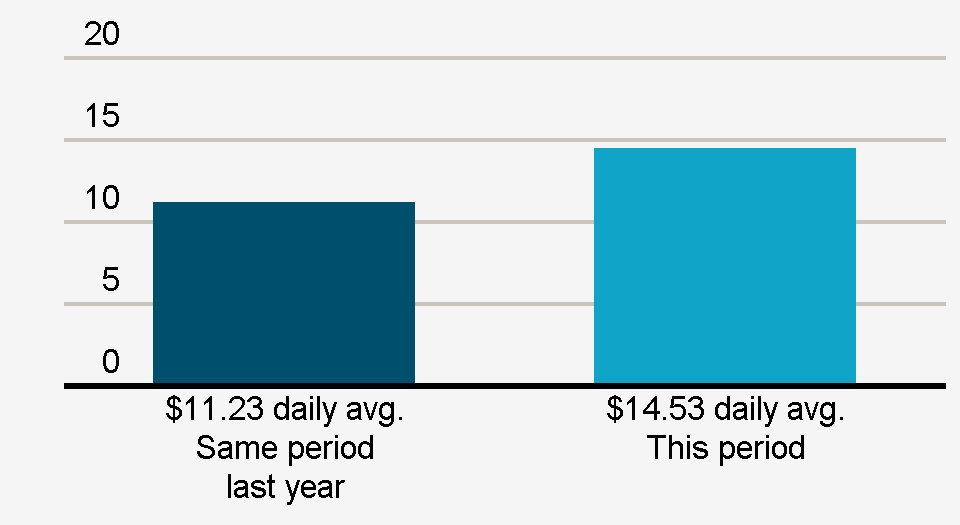 20
15
10
5
0
$11.23 daily avg.
Same period
last year
$14.53 daily avg.
This period